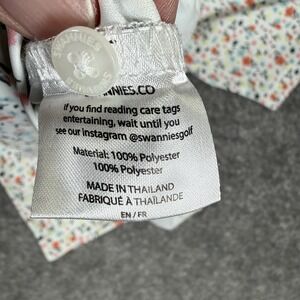 SWANNIES
SWANNIES.CO
if you find reading care tags
entertaining, wait until you
see our instagram @swanniesgolf
Material: 100% Polyester
100% Polyester
MADE IN THAILAND
FABRIQUÉ À THAÏLANDE
EN / FR